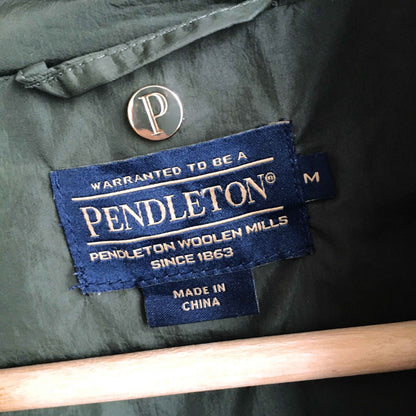 P
WARRANTED TO BE A
PENDLETON®
M
PENDLETON WOOLEN MILLS
SINCE 1863
MADE IN
CHINA